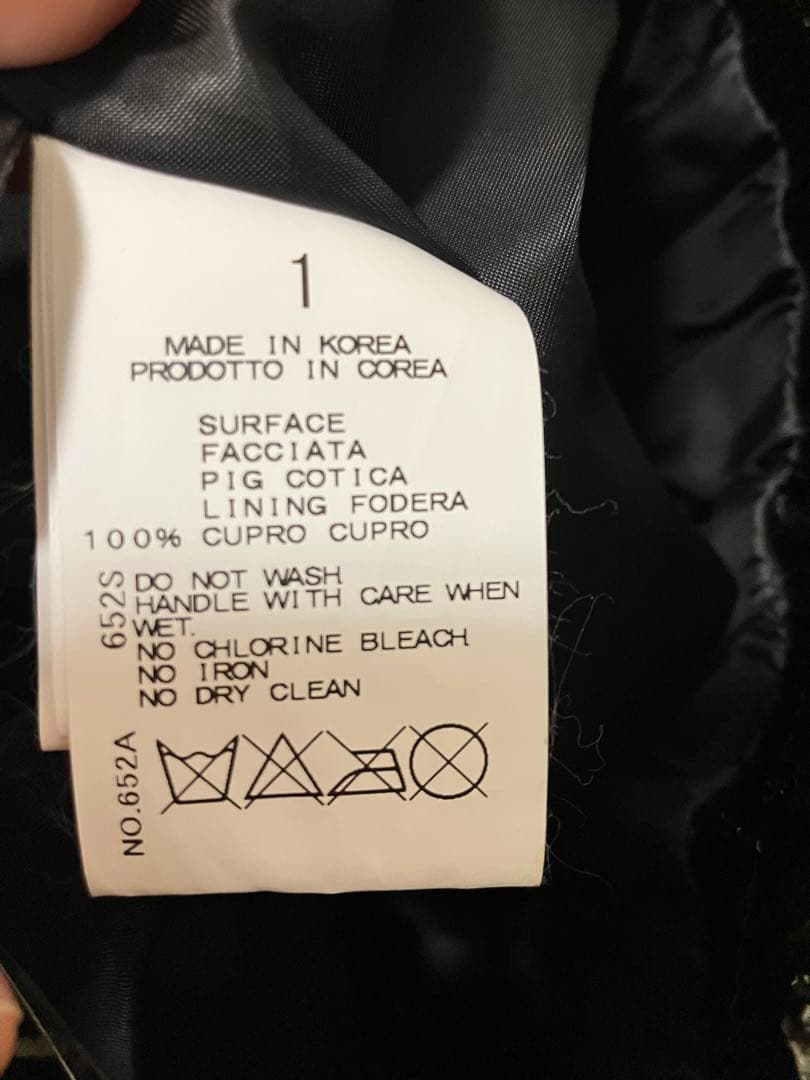 1
MADE IN KOREA
PRODOTTO IN COREA
SURFACE
FACCIATA
PIG COTICA
LINING FODERA
100% CUPRO CUPRO
652S
DO NOT WASH
HANDLE WITH CARE WHEN
WET.
NO CHLORINE BLEACH
NO IRON
NO DRY CLEAN
NO.652A